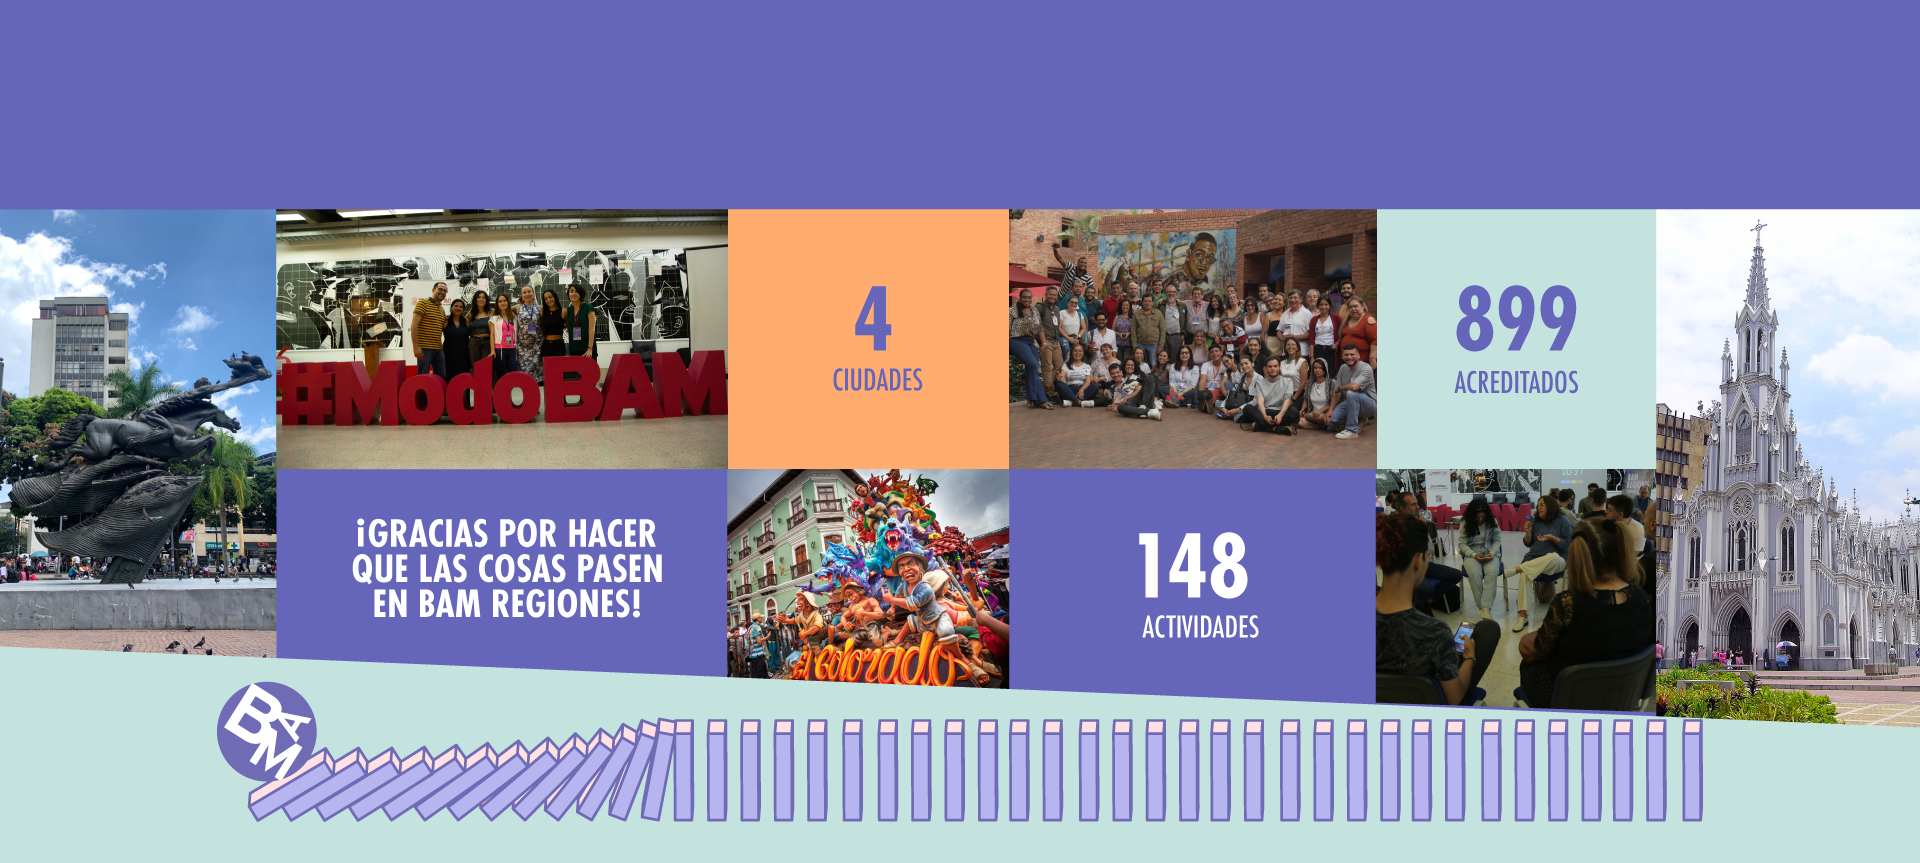 #ModoBAM
4
CIUDADES
899
ACREDITADOS
¡GRACIAS POR HACER
QUE LAS COSAS PASEN
EN BAM REGIONES!
El Colorado
148
ACTIVIDADES
BAM